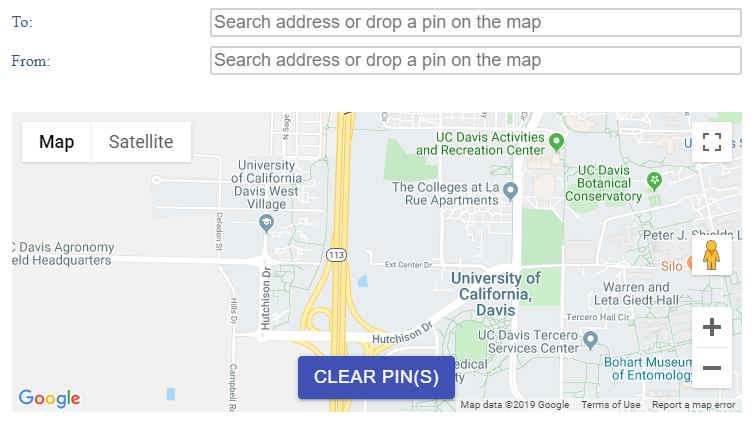 To:
Search address or drop a pin on the map
From:
Search address or drop a pin on the map
Map
Satellite
N Sage
Cir
UC Davis Activities
and Recreation Center
University
of California
Davis West
Village
The Colleges at La
Rue Apartments
UC Davis
Botanical
Conservatory
Celadon St
Davis Agronomy
eld Headquarters
113
Ext Center Dr
Peter J. Shields L
Silo
Hutchison Dr
University of
California,
Davis
Warren and
Leta Giedt Hall
Tercero Hall Cir
Hills Dr
Hutchison Dr
UC Davis Tercero
Services Center
CLEAR PIN(S)
edical
ty
Bohart Museum
of Entomology
Campbell R
Google
Map data ©2019 Google
Terms of Use
Report a map error